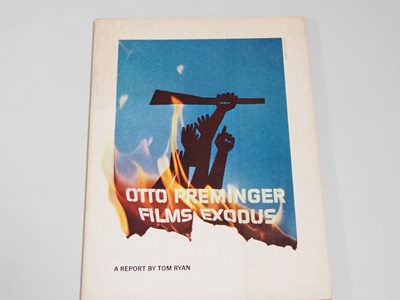 OTTO PREMINGER
FILMS EXODUS
A REPORT BY TOM RYAN